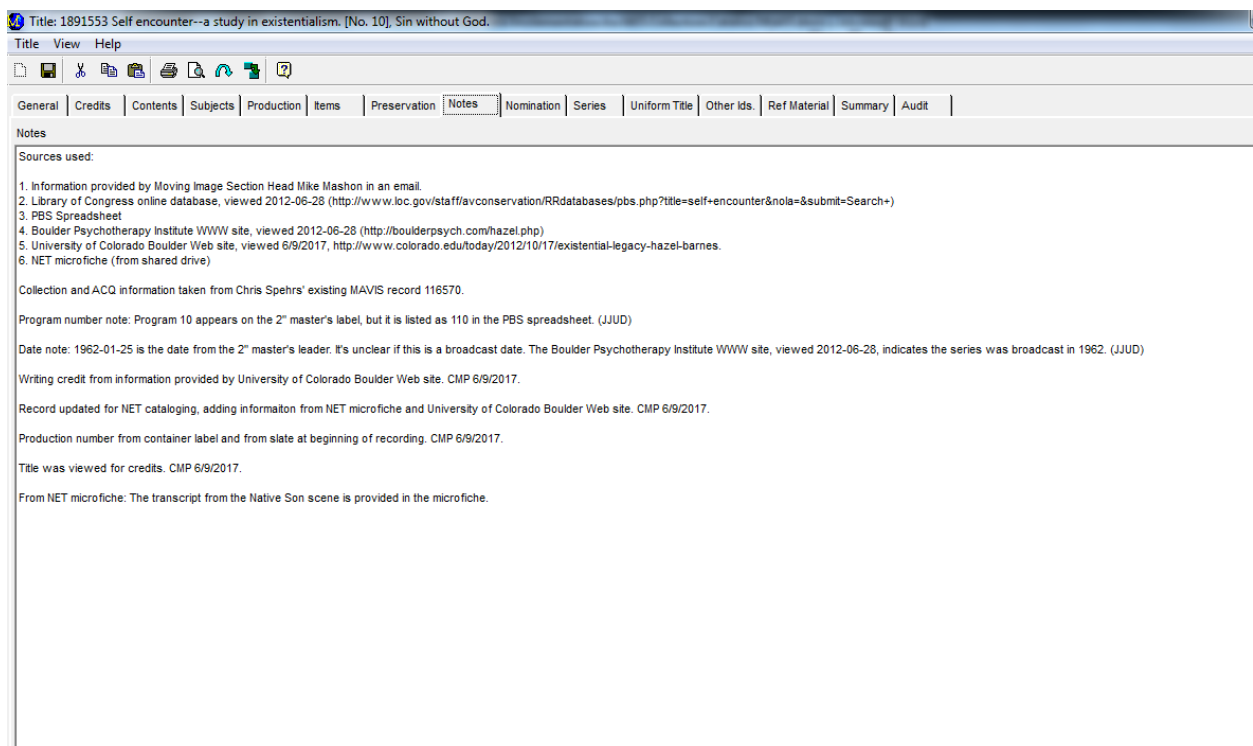 Title: 1891553 Self encounter--a study in existentialism. [No. 10], Sin without God.
Title View Help
General Credits Contents Subjects Production Items Preservation Notes Nomination Series Uniform Title Other Ids. Ref Material Summary Audit
Notes
Sources used:
1. Information provided by Moving Image Section Head Mike Mashon in an email.
2. Library of Congress online database, viewed 2012-06-28 (http://www.loc.gov/staff/avconservation/RRdatabases/pbs.php?title=self+encounter&nola=&submit=Search+)
3. PBS Spreadsheet
4. Boulder Psychotherapy Institute WWW site, viewed 2012-06-28 (http://boulderpsych.com/hazel.php)
5. University of Colorado Boulder Web site, viewed 6/9/2017, http://www.colorado.edu/today/2012/10/17/existential-legacy-hazel-barnes.
6. NET microfiche (from shared drive)
Collection and ACQ information taken from Chris Spehrs' existing MAVIS record 116570.
Program number note: Program 10 appears on the 2" master's label, but it is listed as 110 in the PBS spreadsheet. (JJUD)
Date note: 1962-01-25 is the date from the 2" master's leader. It's unclear if this is a broadcast date. The Boulder Psychotherapy Institute WWW site, viewed 2012-06-28, indicates the series was broadcast in 1962. (JJUD)
Writing credit from information provided by University of Colorado Boulder Web site. CMP 6/9/2017.
Record updated for NET cataloging, adding informaiton from NET microfiche and University of Colorado Boulder Web site. CMP 6/9/2017.
Production number from container label and from slate at beginning of recording. CMP 6/9/2017.
Title was viewed for credits. CMP 6/9/2017.
From NET microfiche: The transcript from the Native Son scene is provided in the microfiche.